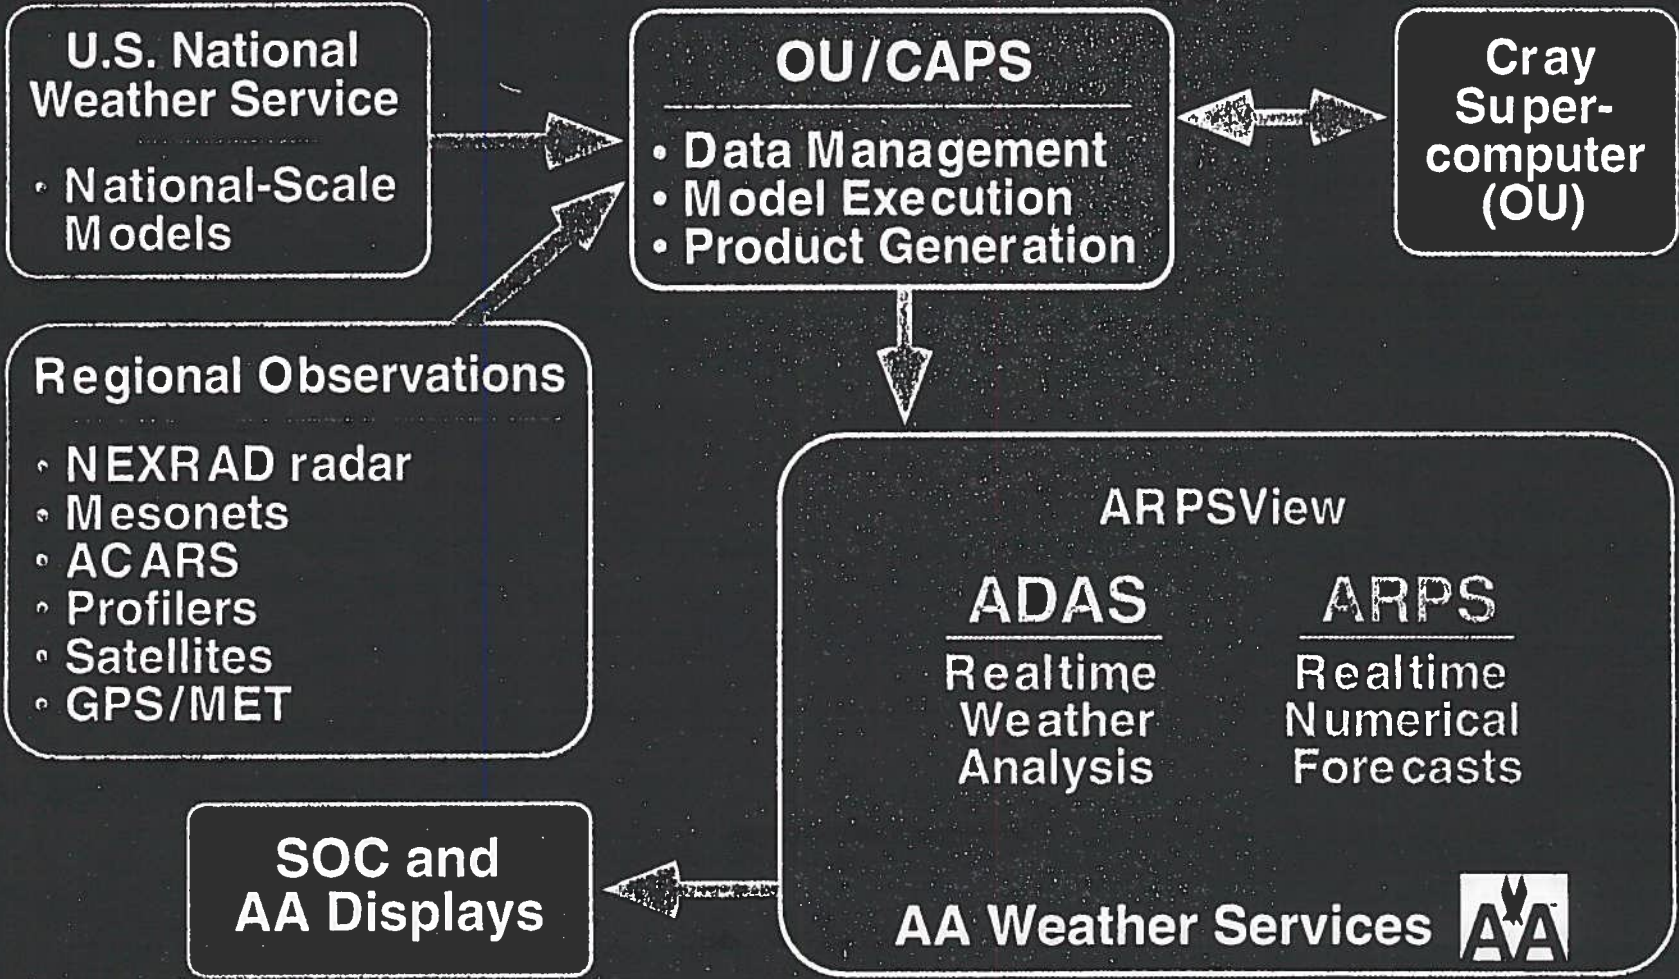 U.S. National
Weather Service
• National-Scale
Models
OU/CAPS
• Data Management
• Model Execution
• Product Generation
Cray
Super-
computer
(OU)
Regional Observations
• NEXRAD radar
• Mesonets
• ACARS
• Profilers
• Satellites
• GPS/MET
ARPSView
ADAS
Realtime
Weather
Analysis
ARPS
Realtime
Numerical
Forecasts
AA Weather Services
AA
SOC and
AA Displays